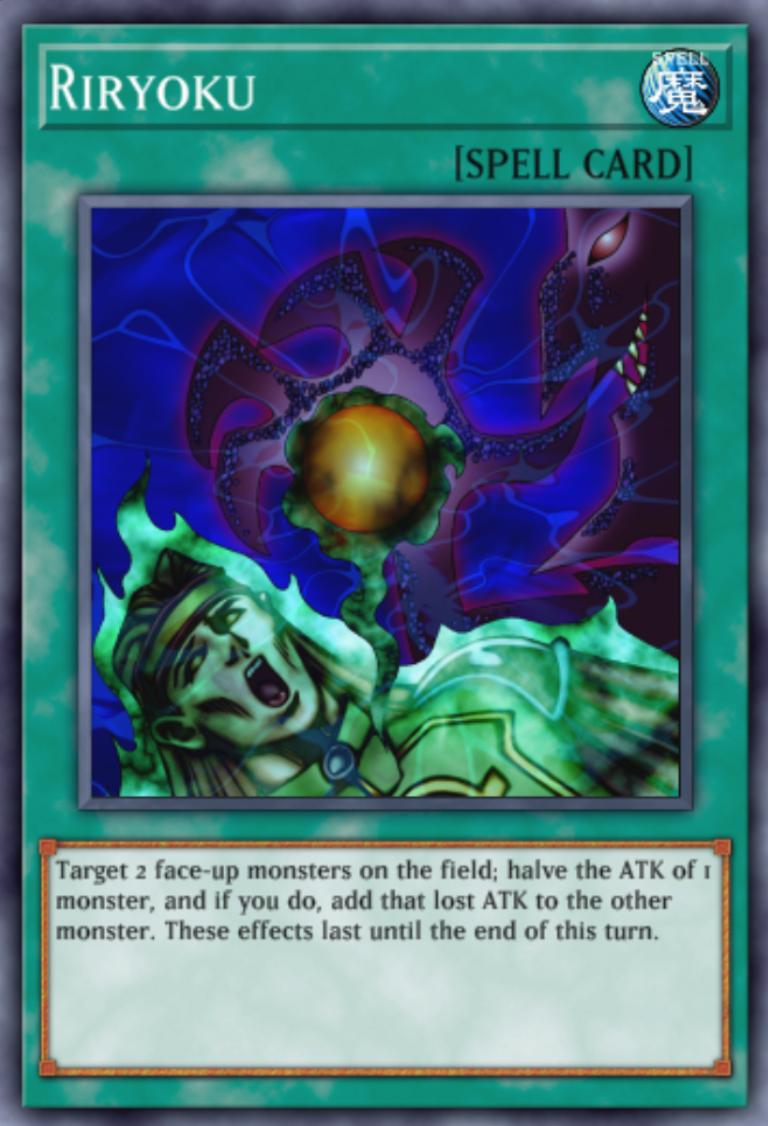 Riryoku
SPELL
魔
[SPELL CARD]
Target 2 face-up monsters on the field; halve the ATK of 1
monster, and if you do, add that lost ATK to the other
monster. These effects last until the end of this turn.